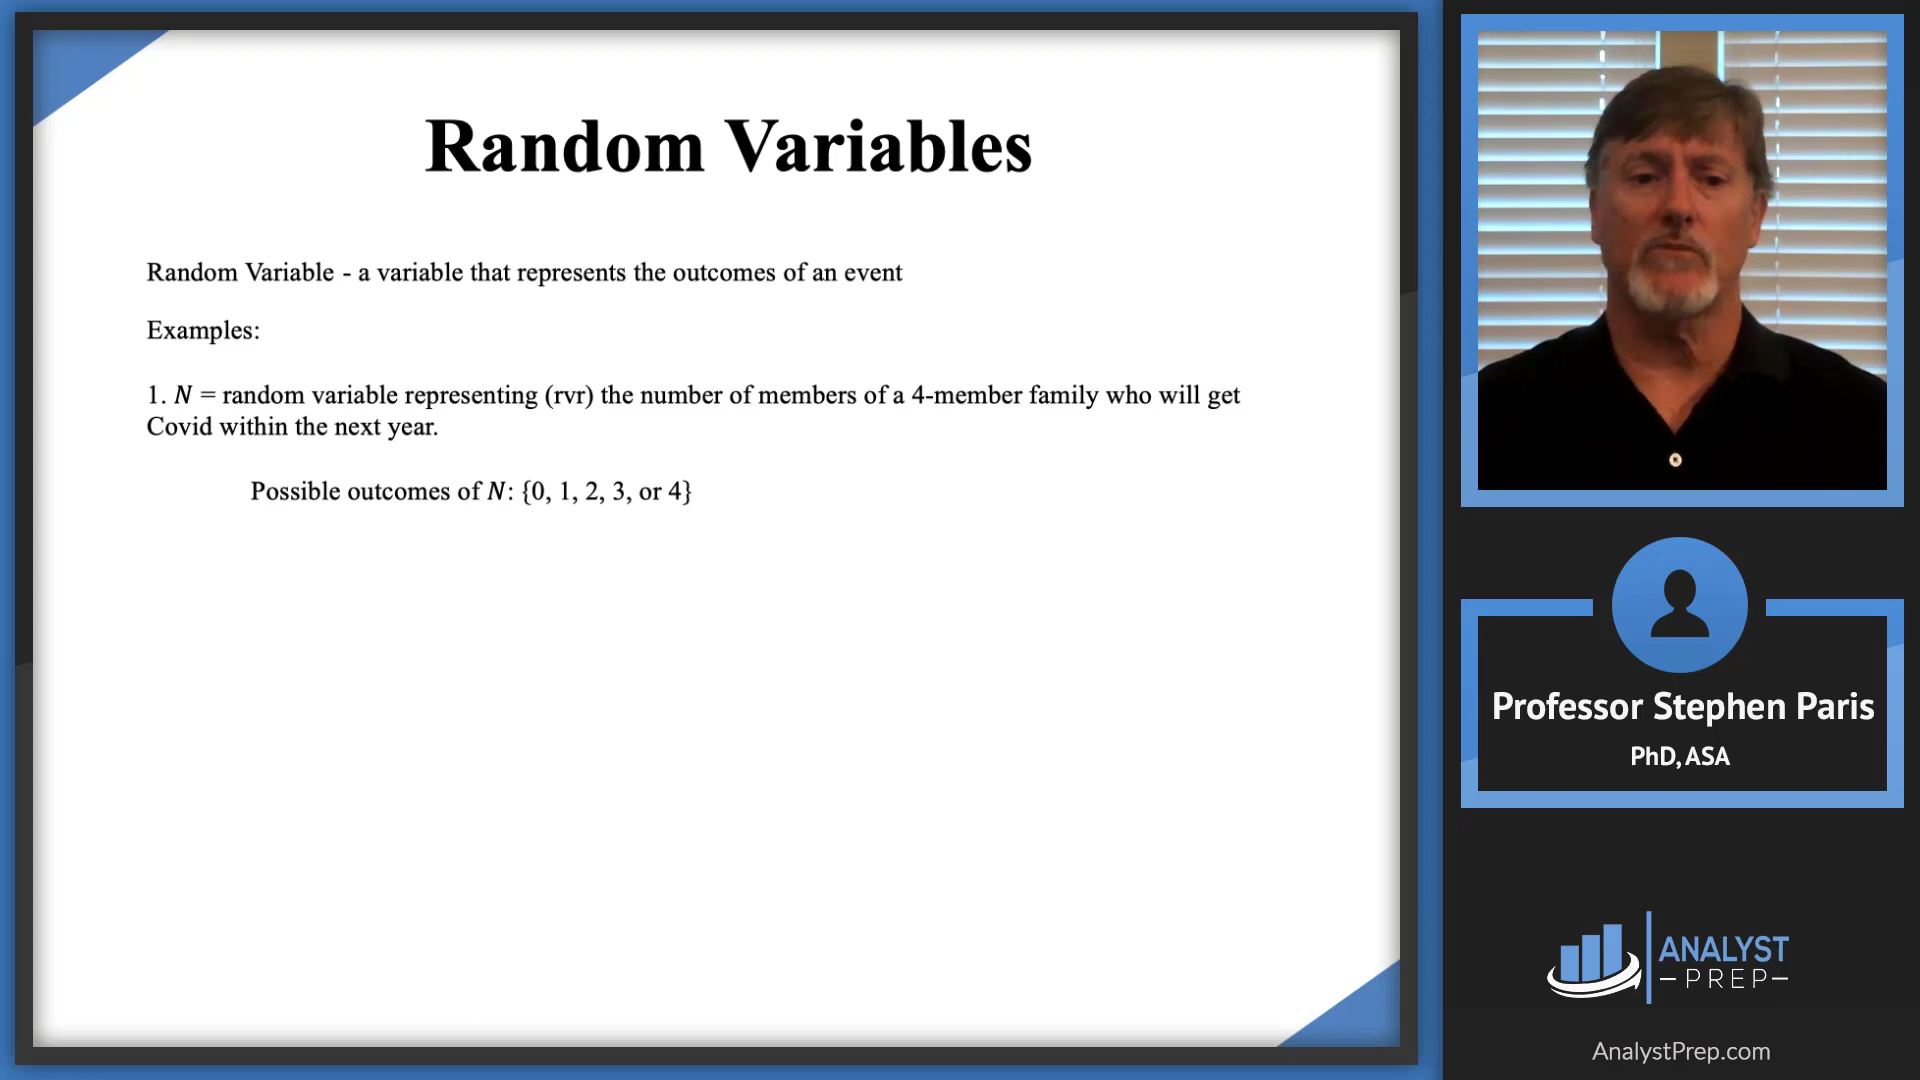 Random Variables
Random Variable - a variable that represents the outcomes of an event
Examples:
1. N = random variable representing (rvr) the number of members of a 4-member family who will get
Covid within the next year.
Possible outcomes of N: {0, 1, 2, 3, or 4}
Professor Stephen Paris
PhD, ASA
ANALYST
PREP
AnalystPrep.com